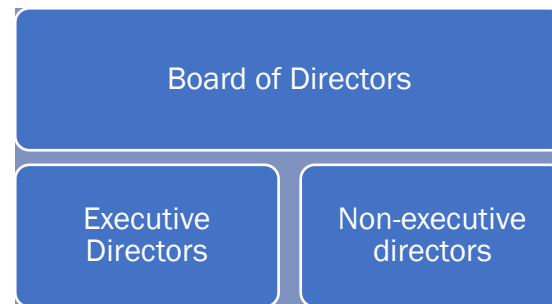 Board of Directors
Executive
Directors
Non-executive
directors